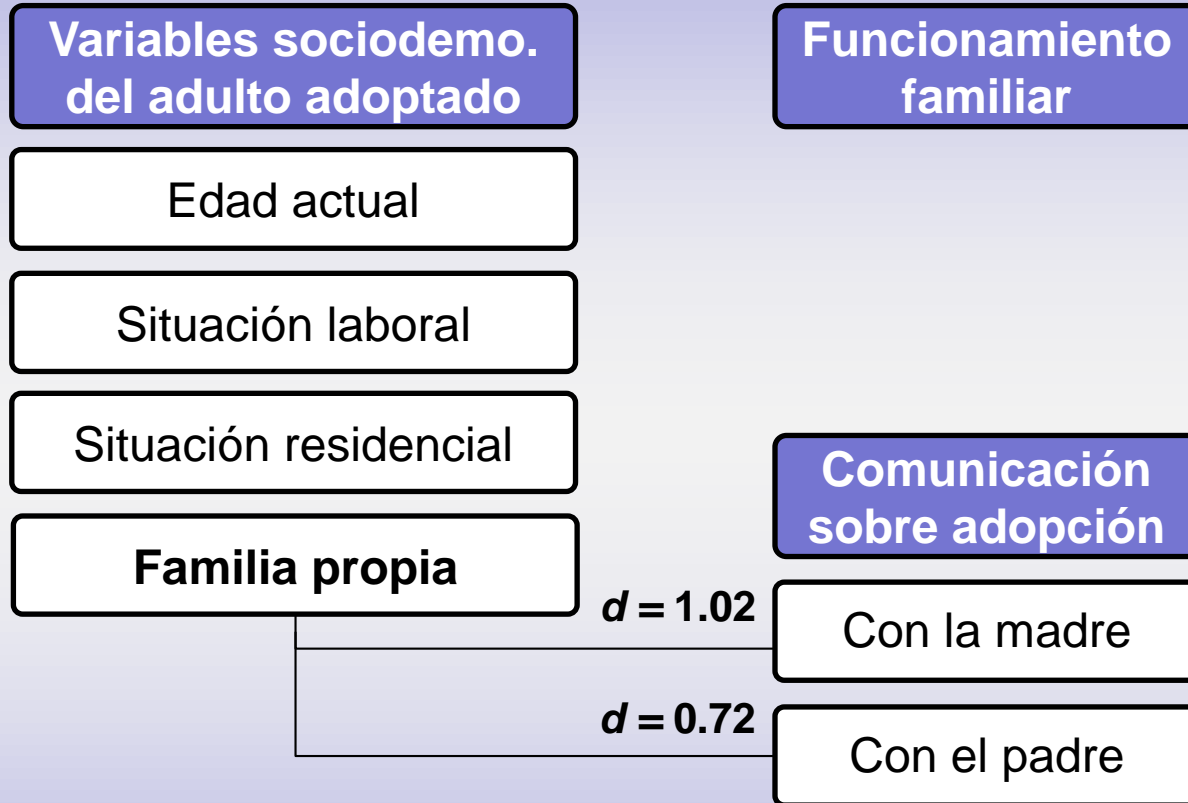 Variables sociodemo.
del adulto adoptado
Edad actual
Situación laboral
Situación residencial
Familia propia
Funcionamiento
familiar
Comunicación
sobre adopción
d = 1.02
Con la madre
d = 0.72
Con el padre